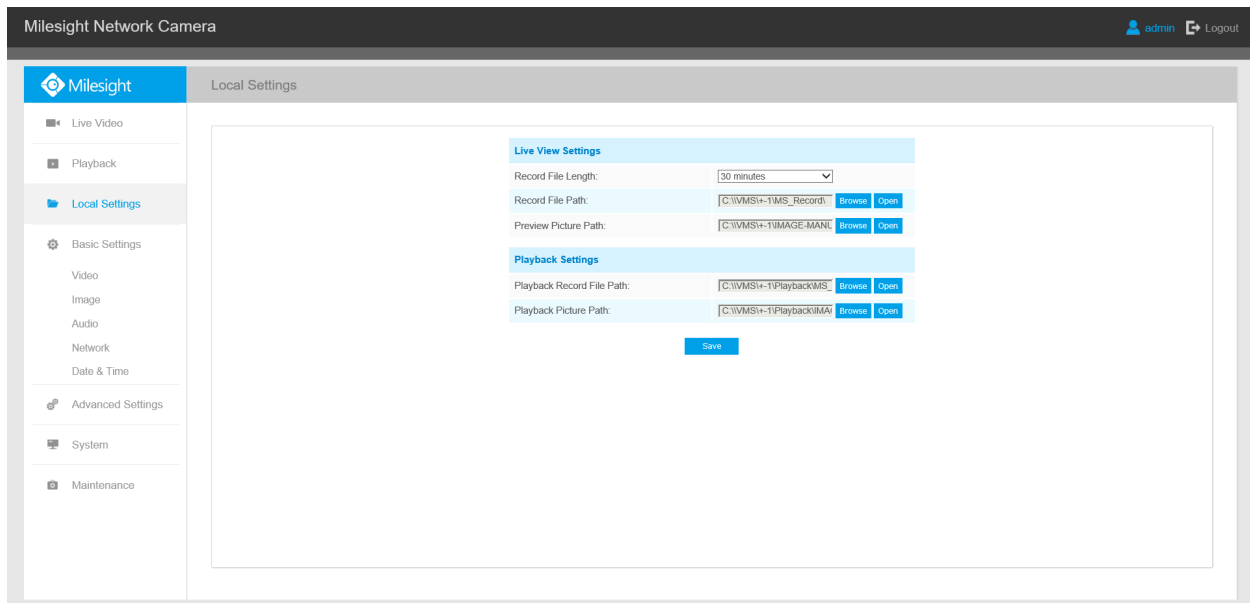 Milesight Network Camera
admin Logout
Milesight
Local Settings
Live Video
Playback
Local Settings
Basic Settings
Video
Image
Audio
Network
Date & Time
Advanced Settings
System
Maintenance
Live View Settings
Record File Length: 30 minutes
Record File Path: C:\\VMS\+-1\MS_Record\ Browse Open
Preview Picture Path: C:\\VMS\+-1\IMAGE-MANU Browse Open
Playback Settings
Playback Record File Path: C:\\VMS\+-1\Playback\MS_ Browse Open
Playback Picture Path: C:\\VMS\+-1\Playback\IMA Browse Open
Save